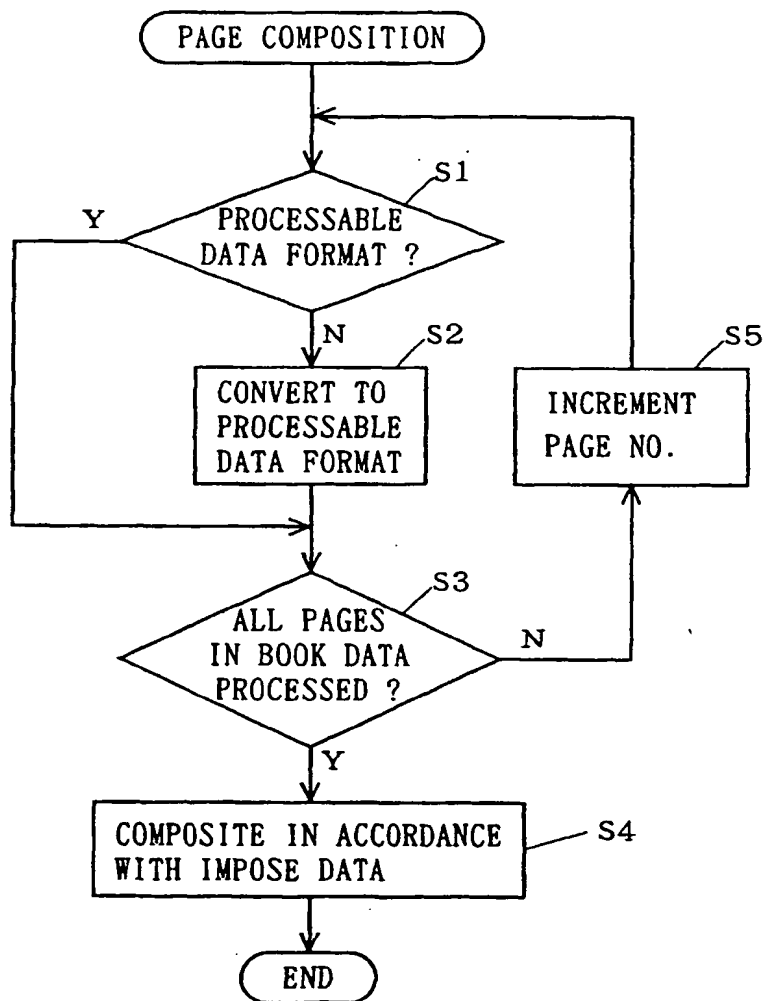 PAGE COMPOSITION
S1
Y
PROCESSABLE
DATA FORMAT ?
N
S2
CONVERT TO
PROCESSABLE
DATA FORMAT
S5
INCREMENT
PAGE NO.
S3
ALL PAGES
IN BOOK DATA
PROCESSED ?
N
Y
S4
COMPOSITE IN ACCORDANCE
WITH IMPOSE DATA
END